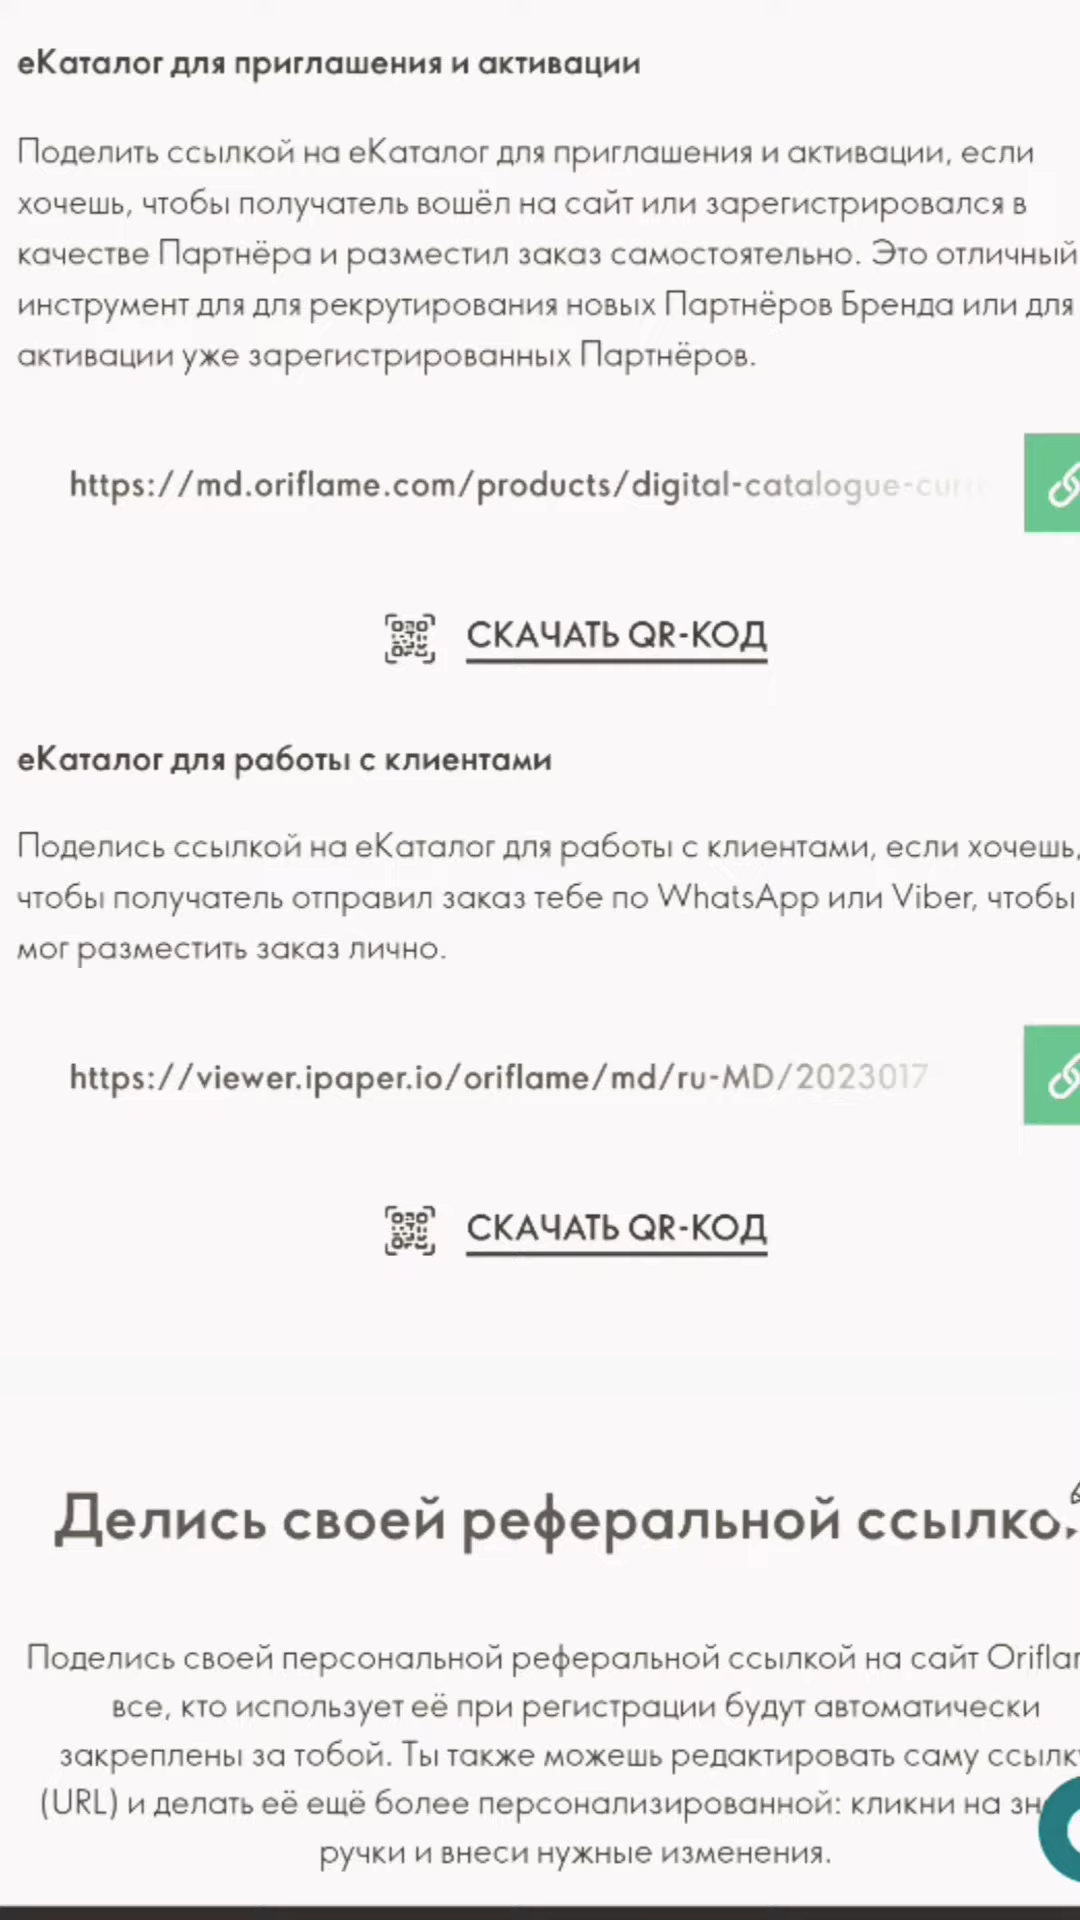 еКаталог для приглашения и активации
Поделить ссылкой на еКаталог для приглашения и активации, если
хочешь, чтобы получатель вошёл на сайт или зарегистрировался в
качестве Партнёра и разместил заказ самостоятельно. Это отличный
инструмент для для рекрутирования новых Партнёров Бренда или для
активации уже зарегистрированных Партнёров.
https://md.oriflame.com/products/digital-catalogue-curr
СКАЧАТЬ QR-КОД
еКаталог для работы с клиентами
Поделись ссылкой на еКаталог для работы с клиентами, если хочешь,
чтобы получатель отправил заказ тебе по WhatsApp или Viber, чтобы
мог разместить заказ лично.
https://viewer.ipaper.io/oriflame/md/ru-MD/2023017
СКАЧАТЬ QR-КОД
Делись своей реферальной ссылко
Поделись своей персональной реферальной ссылкой на сайт Orifla
все, кто использует её при регистрации будут автоматически
закреплены за тобой. Ты также можешь редактировать саму ссылк
(URL) и делать её ещё более персонализированной: кликни на зн
ручки и внеси нужные изменения.